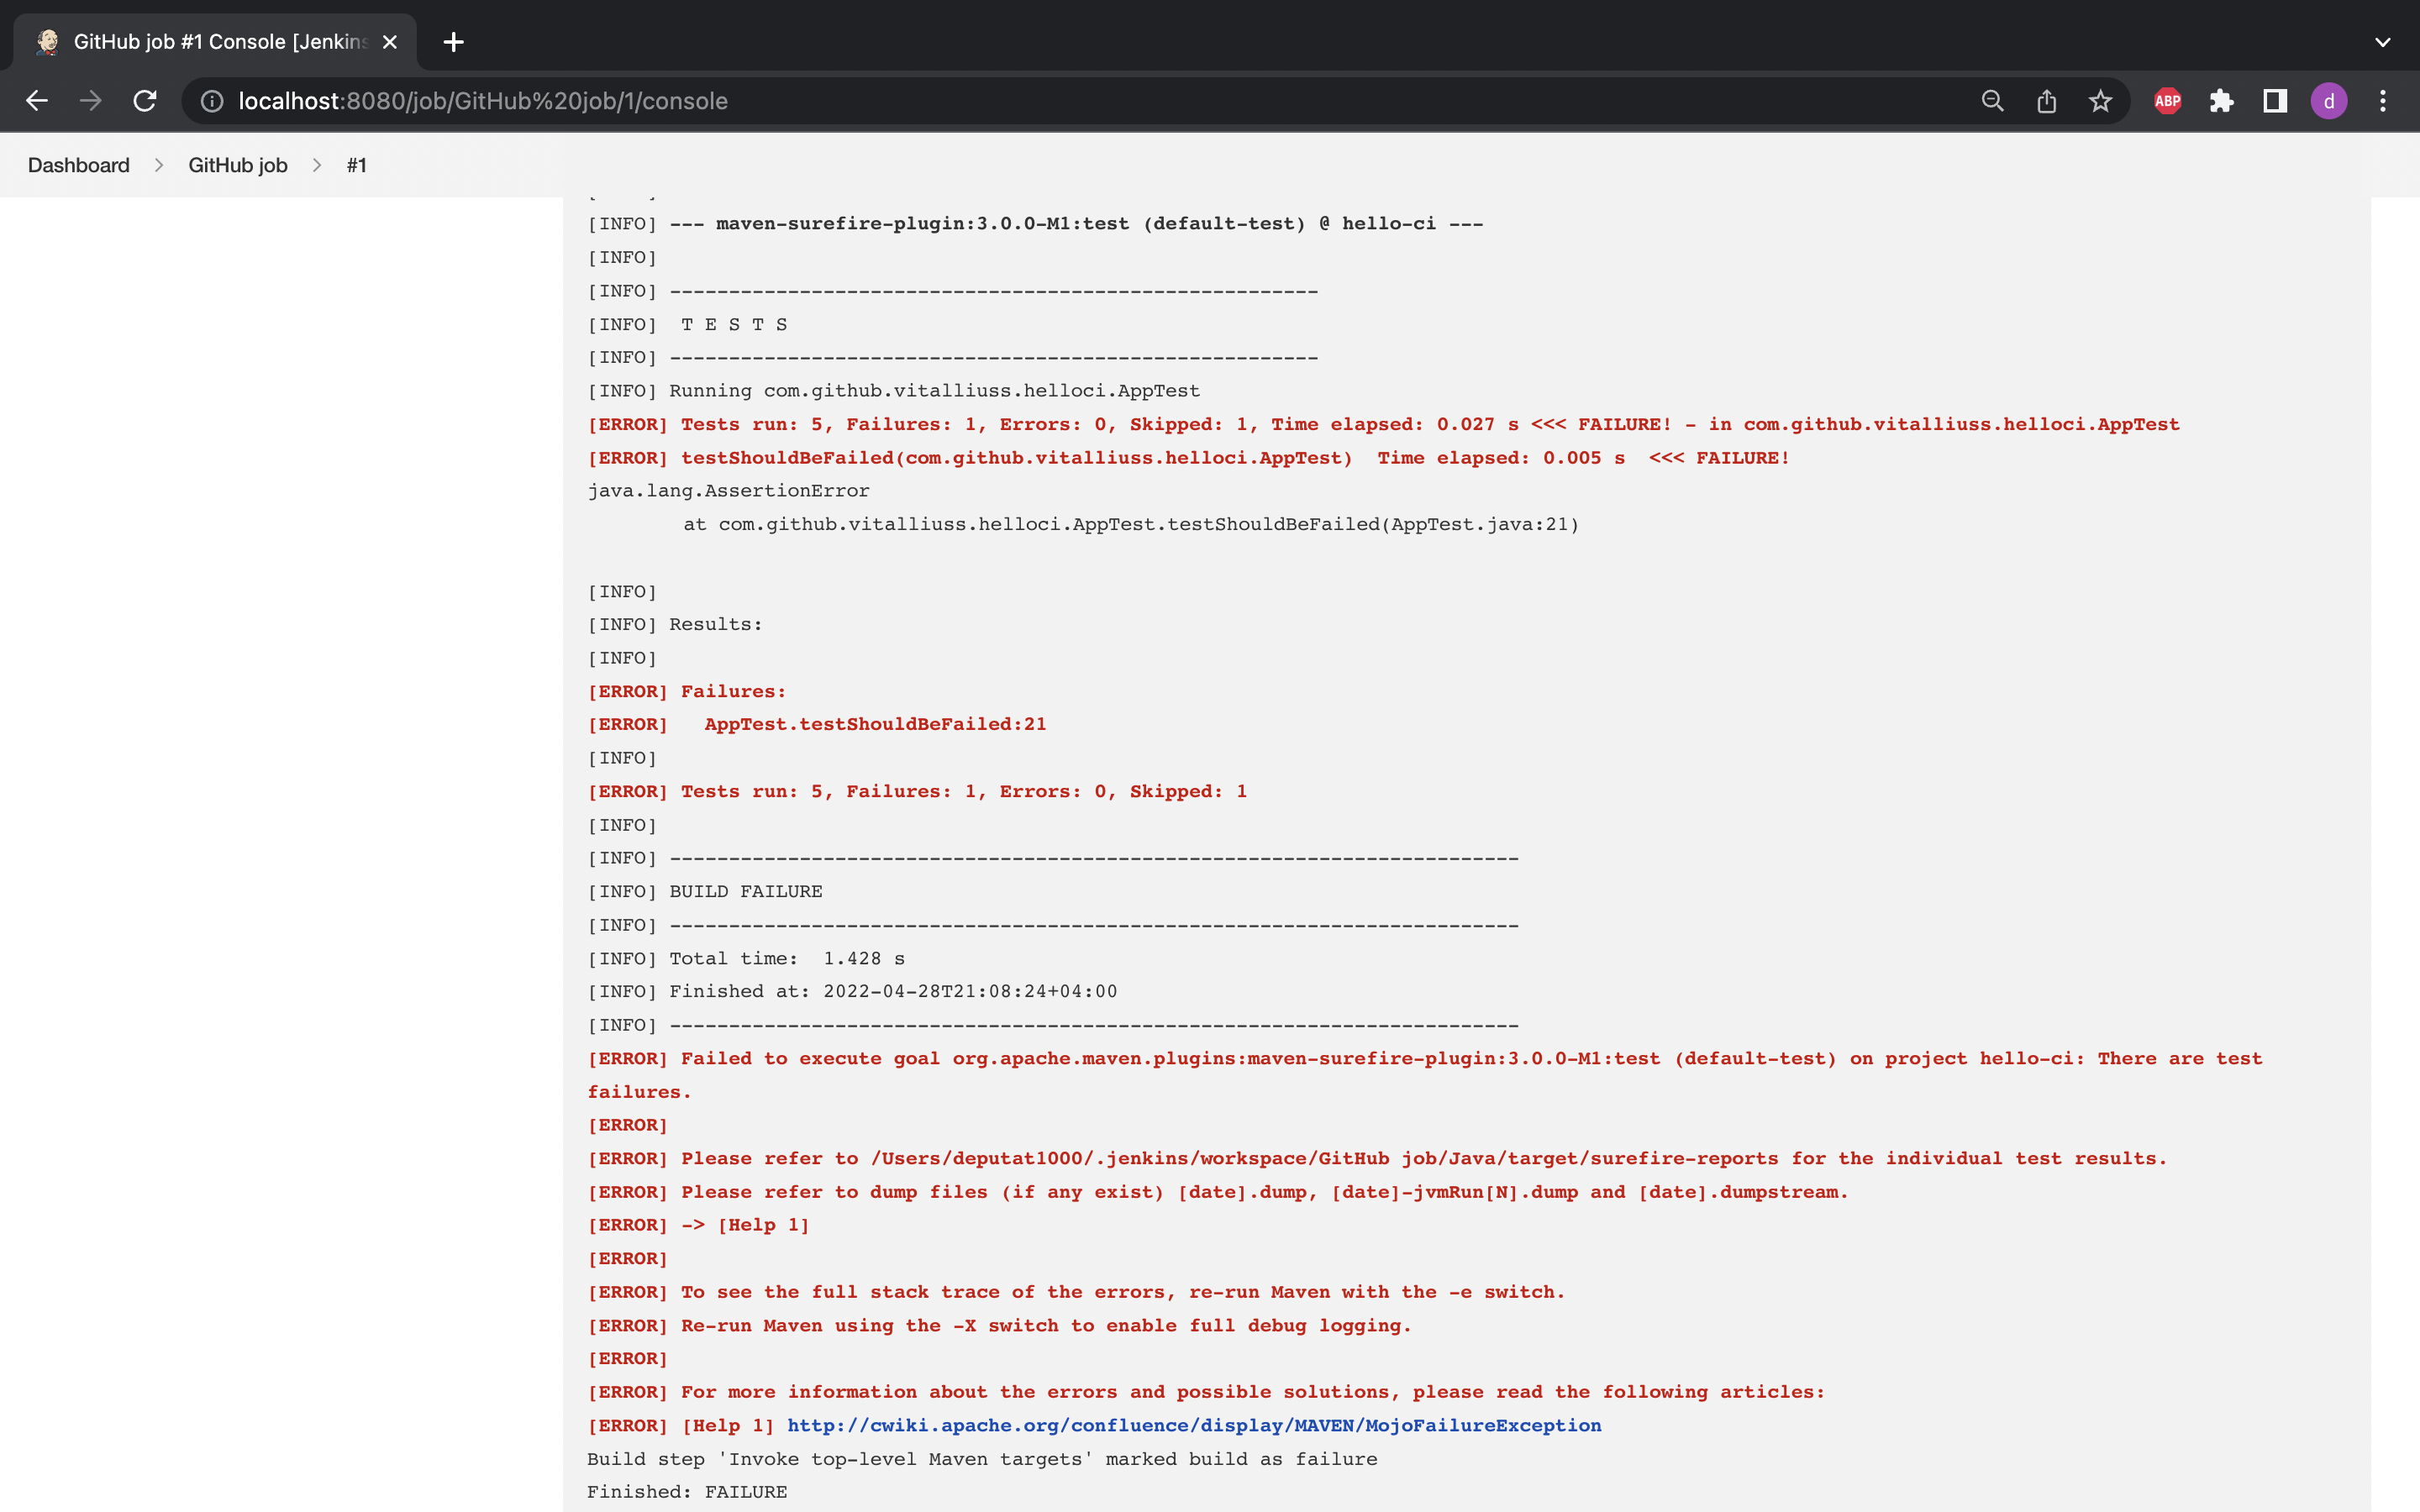 GitHub job #1 Console [Jenkins
localhost:8080/job/GitHub%20job/1/console
ABP
d
Dashboard > GitHub job > #1
[INFO] --- maven-surefire-plugin:3.0.0-M1:test (default-test) @ hello-ci ---
[INFO]
[INFO] -------------------------------------------------------
[INFO]  T E S T S
[INFO] -------------------------------------------------------
[INFO] Running com.github.vitalliuss.helloci.AppTest
[ERROR] Tests run: 5, Failures: 1, Errors: 0, Skipped: 1, Time elapsed: 0.027 s <<< FAILURE! - in com.github.vitalliuss.helloci.AppTest
[ERROR] testShouldBeFailed(com.github.vitalliuss.helloci.AppTest)  Time elapsed: 0.005 s  <<< FAILURE!
java.lang.AssertionError
at com.github.vitalliuss.helloci.AppTest.testShouldBeFailed(AppTest.java:21)
[INFO]
[INFO] Results:
[INFO]
[ERROR] Failures:
[ERROR]   AppTest.testShouldBeFailed:21
[INFO]
[ERROR] Tests run: 5, Failures: 1, Errors: 0, Skipped: 1
[INFO]
[INFO] ------------------------------------------------------------------------
[INFO] BUILD FAILURE
[INFO] ------------------------------------------------------------------------
[INFO] Total time:  1.428 s
[INFO] Finished at: 2022-04-28T21:08:24+04:00
[INFO] ------------------------------------------------------------------------
[ERROR] Failed to execute goal org.apache.maven.plugins:maven-surefire-plugin:3.0.0-M1:test (default-test) on project hello-ci: There are test
failures.
[ERROR]
[ERROR] Please refer to /Users/deputat1000/.jenkins/workspace/GitHub job/Java/target/surefire-reports for the individual test results.
[ERROR] Please refer to dump files (if any exist) [date].dump, [date]-jvmRun[N].dump and [date].dumpstream.
[ERROR] -> [Help 1]
[ERROR]
[ERROR] To see the full stack trace of the errors, re-run Maven with the -e switch.
[ERROR] Re-run Maven using the -X switch to enable full debug logging.
[ERROR]
[ERROR] For more information about the errors and possible solutions, please read the following articles:
[ERROR] [Help 1] http://cwiki.apache.org/confluence/display/MAVEN/MojoFailureException
Build step 'Invoke top-level Maven targets' marked build as failure
Finished: FAILURE